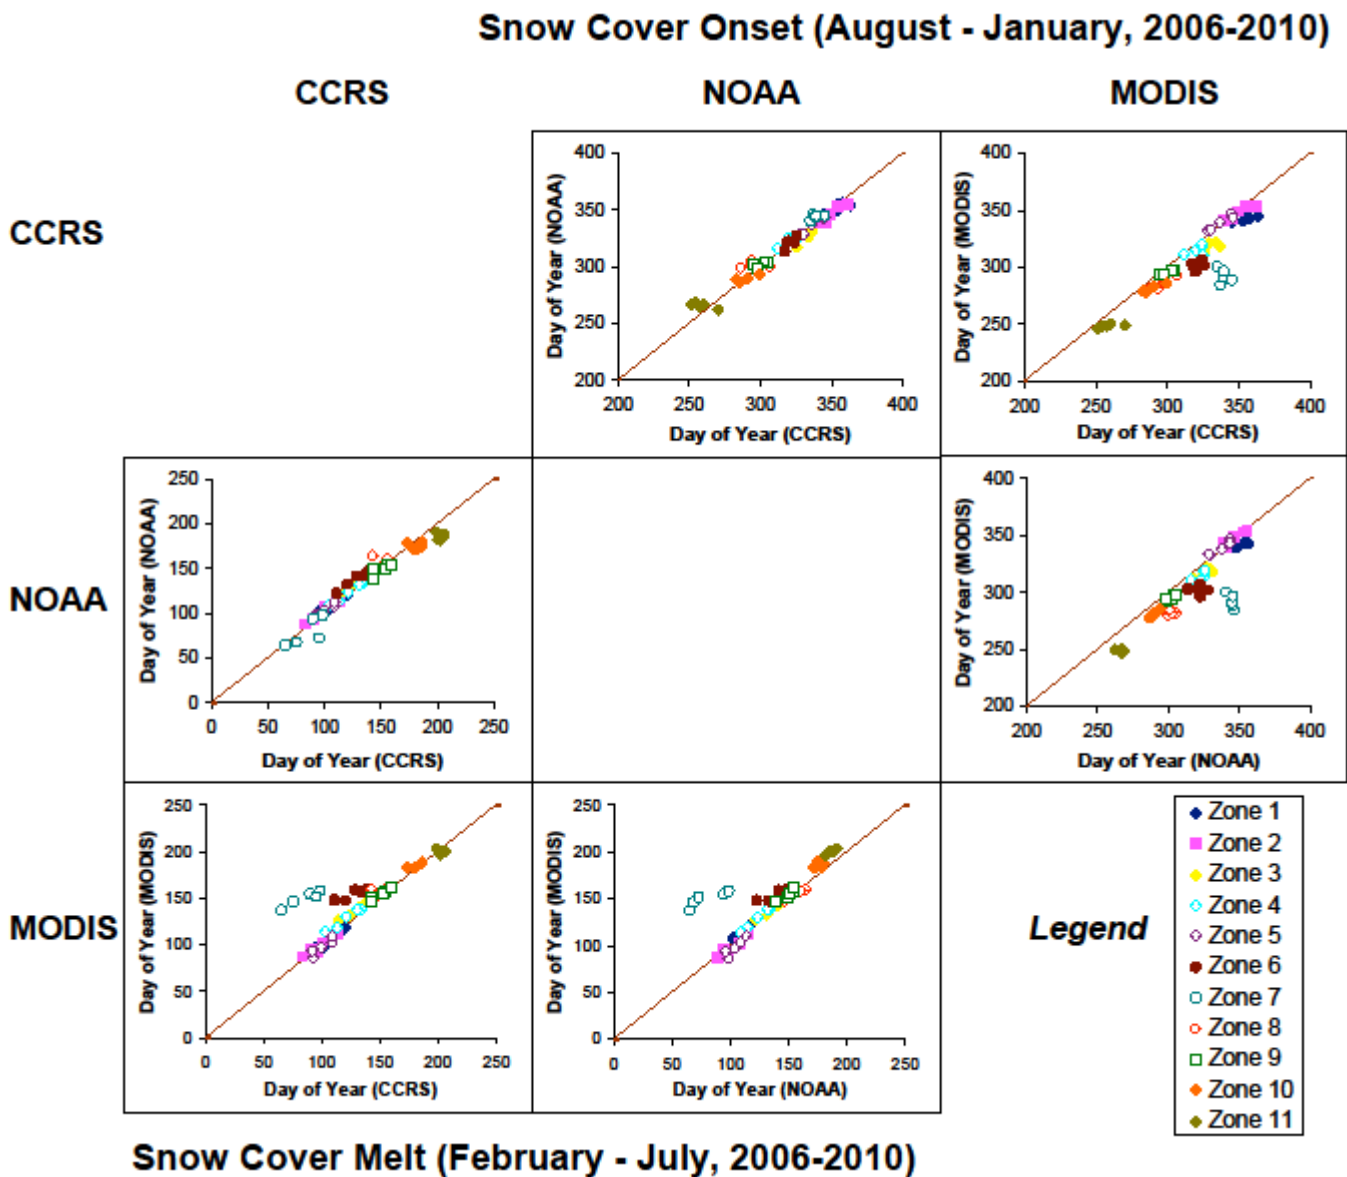 Snow Cover Onset (August - January, 2006-2010)
CCRS NOAA MODIS
CCRS
400
350
300
250
200
200 250 300 350 400
Day of Year (NOAA)
Day of Year (CCRS)
400
350
300
250
200
200 250 300 350 400
Day of Year (MODIS)
Day of Year (CCRS)
NOAA
250
200
150
100
50
0
0 50 100 150 200 250
Day of Year (NOAA)
Day of Year (CCRS)
400
350
300
250
200
200 250 300 350 400
Day of Year (MODIS)
Day of Year (NOAA)
MODIS
250
200
150
100
50
0
0 50 100 150 200 250
Day of Year (MODIS)
Day of Year (CCRS)
250
200
150
100
50
0
0 50 100 150 200 250
Day of Year (MODIS)
Day of Year (NOAA)
Legend
Zone 1
Zone 2
Zone 3
Zone 4
Zone 5
Zone 6
Zone 7
Zone 8
Zone 9
Zone 10
Zone 11
Snow Cover Melt (February - July, 2006-2010)